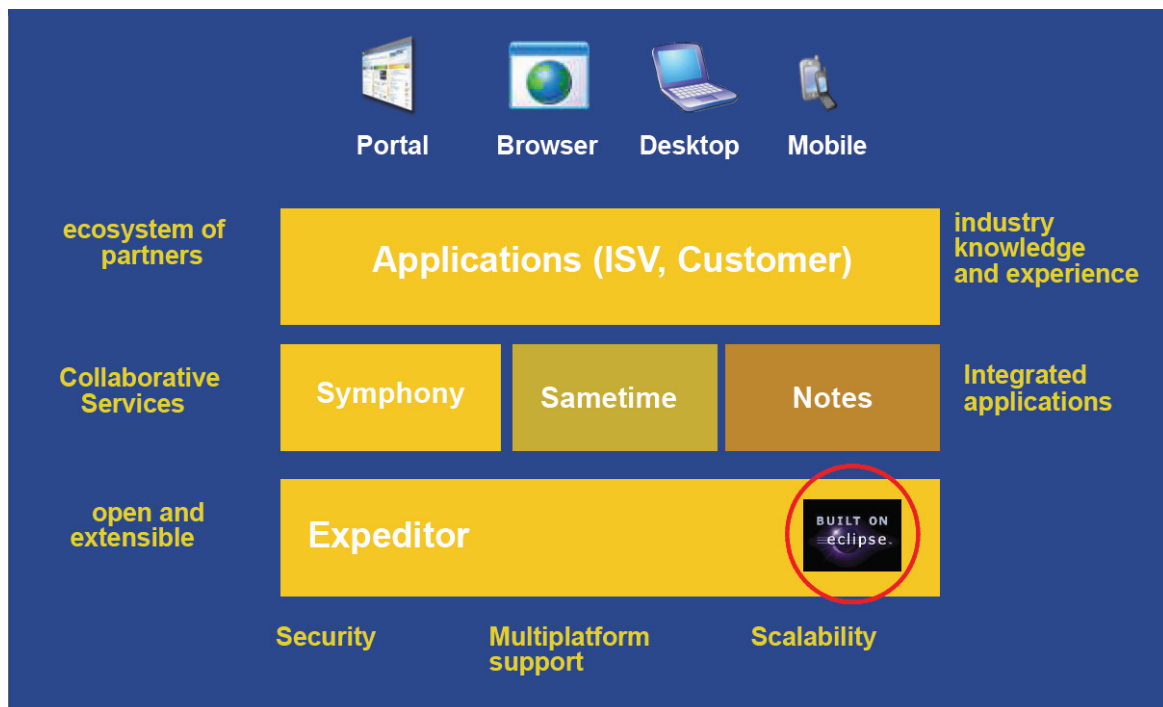 Portal
Browser
Desktop
Mobile
ecosystem of
partners
Applications (ISV, Customer)
industry
knowledge
and experience
Collaborative
Services
Symphony
Sametime
Notes
Integrated
applications
open and
extensible
Expeditor
BUILT ON
eclipse
Security
Multiplatform
support
Scalability